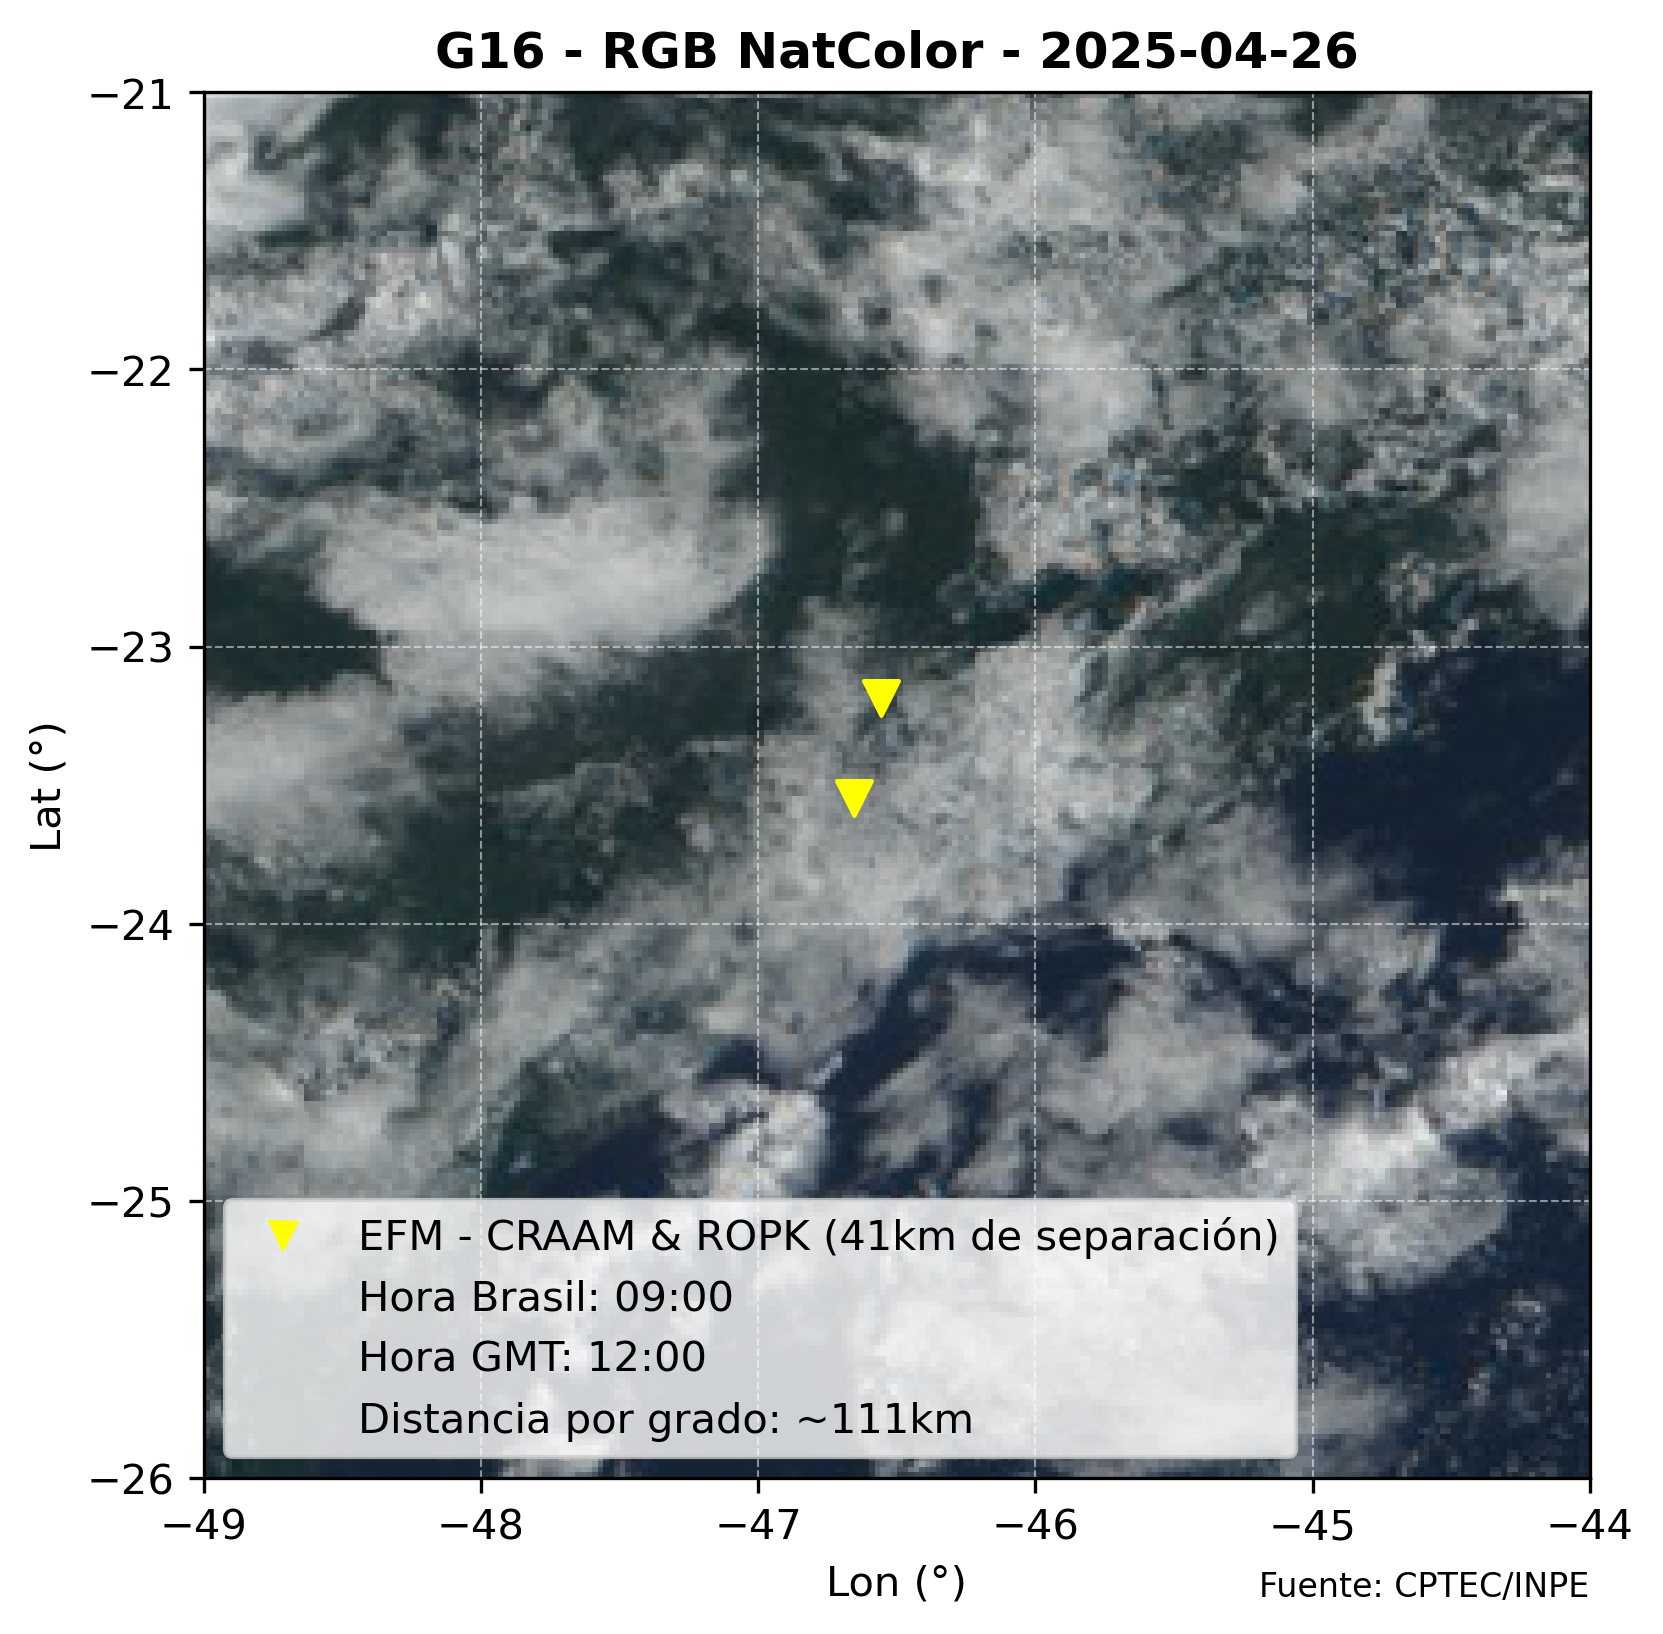 G16 - RGB NatColor - 2025-04-26
−21
−22
−23
−24
−25
−26
Lat (°)
EFM - CRAAM & ROPK (41km de separación)
Hora Brasil: 09:00
Hora GMT: 12:00
Distancia por grado: ~111km
−49 −48 −47 −46 −45 −44
Lon (°)
Fuente: CPTEC/INPE